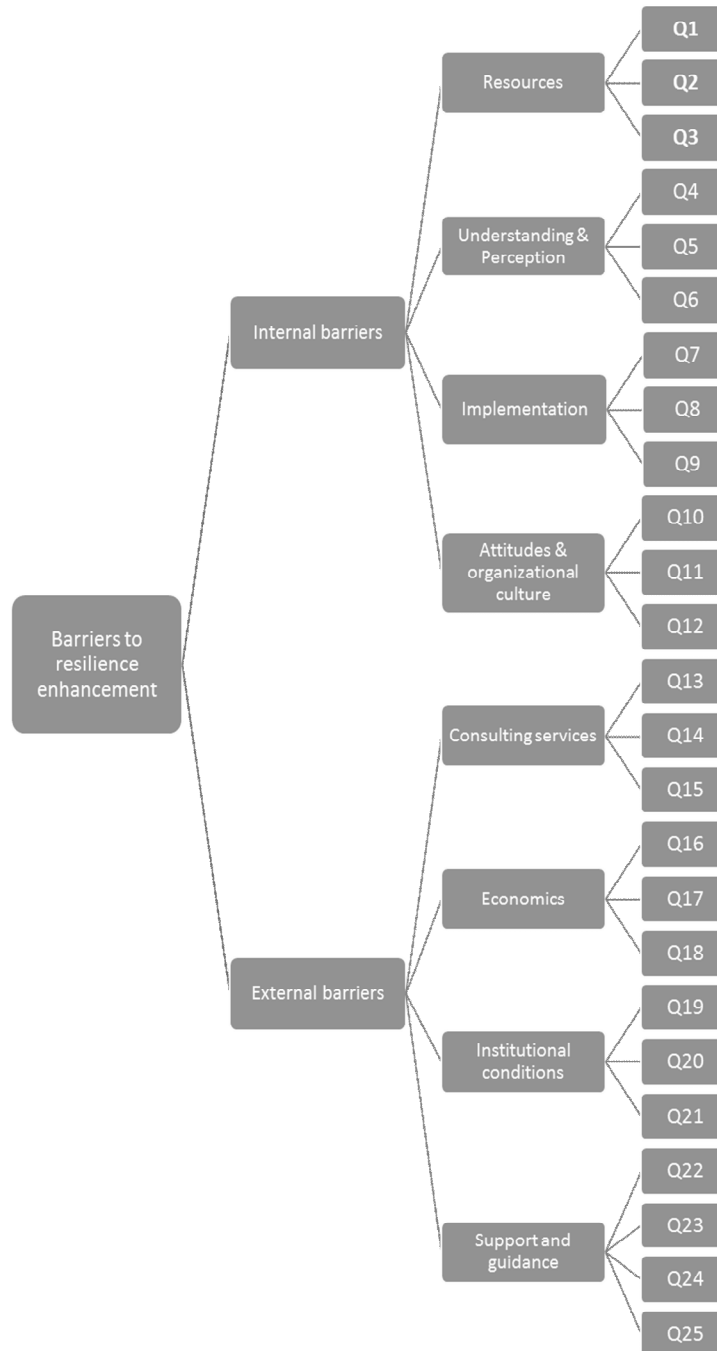 Barriers to
resilience
enhancement
Internal barriers
Resources
Q1
Q2
Q3
Understanding &
Perception
Q4
Q5
Q6
Implementation
Q7
Q8
Q9
Attitudes &
organizational
culture
Q10
Q11
Q12
External barriers
Consulting services
Q13
Q14
Q15
Economics
Q16
Q17
Q18
Institutional
conditions
Q19
Q20
Q21
Support and
guidance
Q22
Q23
Q24
Q25